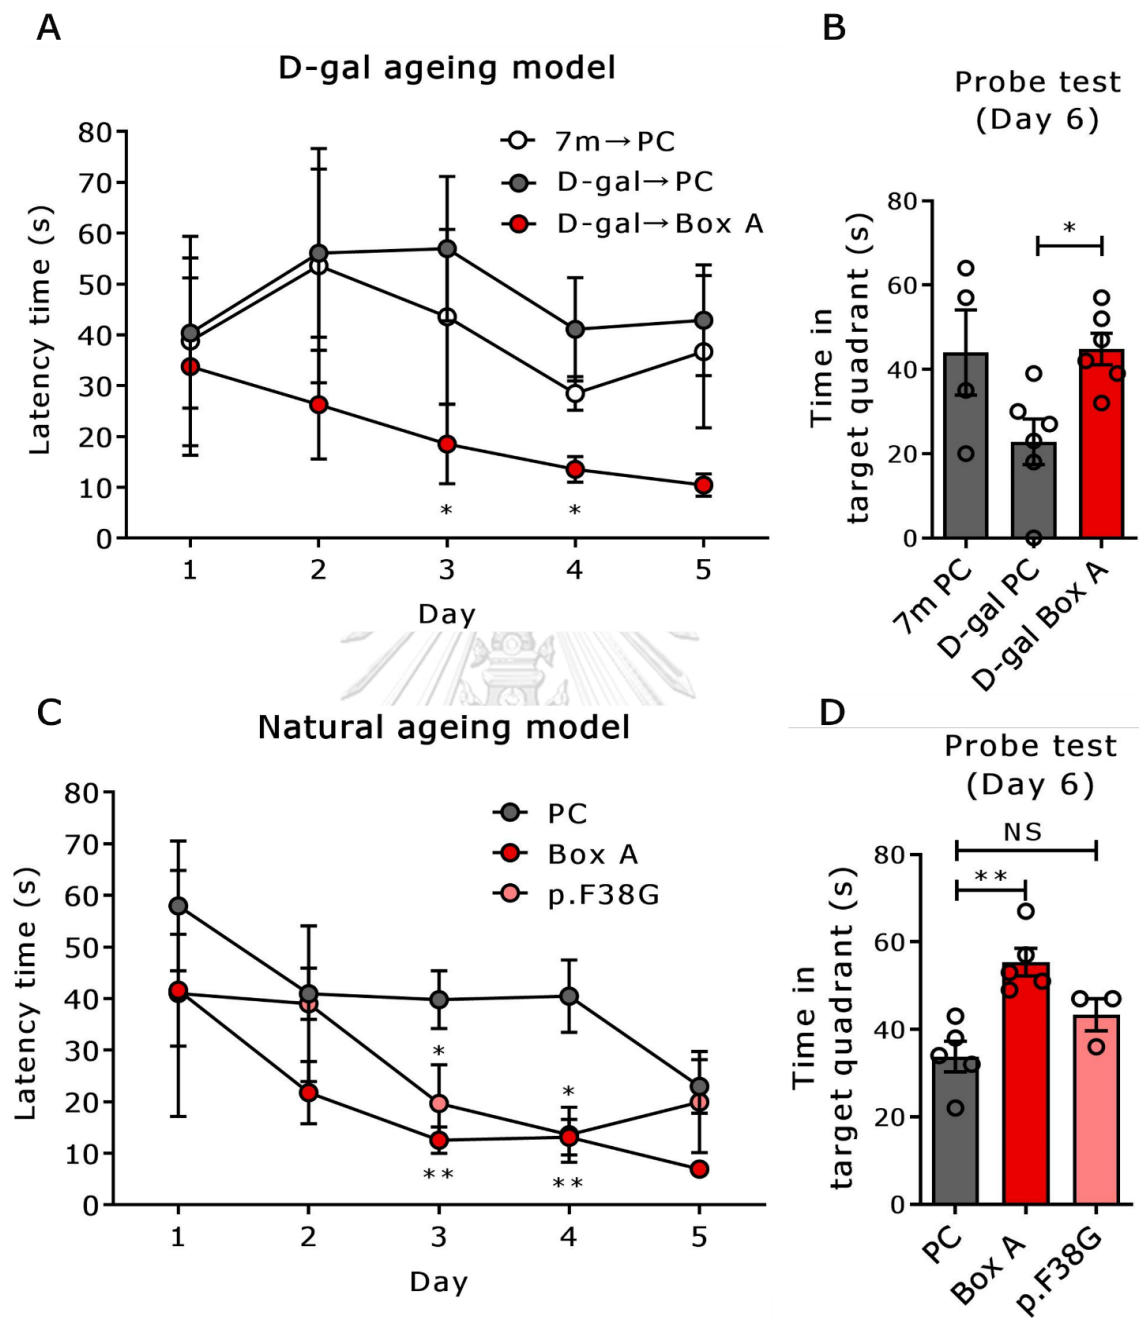 A
D-gal ageing model
80
70
60
50
40
30
20
10
0
Latency time (s)
7m→PC
D-gal→PC
D-gal→Box A
* *
1 2 3 4 5
Day
B
Probe test
(Day 6)
80
60
40
20
0
Time in
target quadrant (s)
*
7m PC
D-gal PC
D-gal Box A
C
Natural ageing model
80
70
60
50
40
30
20
10
0
Latency time (s)
PC
Box A
p.F38G
* *
** **
1 2 3 4 5
Day
D
Probe test
(Day 6)
NS
**
80
60
40
20
0
Time in
target quadrant (s)
PC
Box A
p.F38G